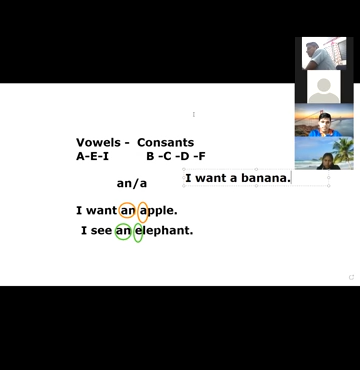 Vowels - Consants
A-E-I B -C -D -F
an/a
I want a banana.
I want an apple.
I see an elephant.